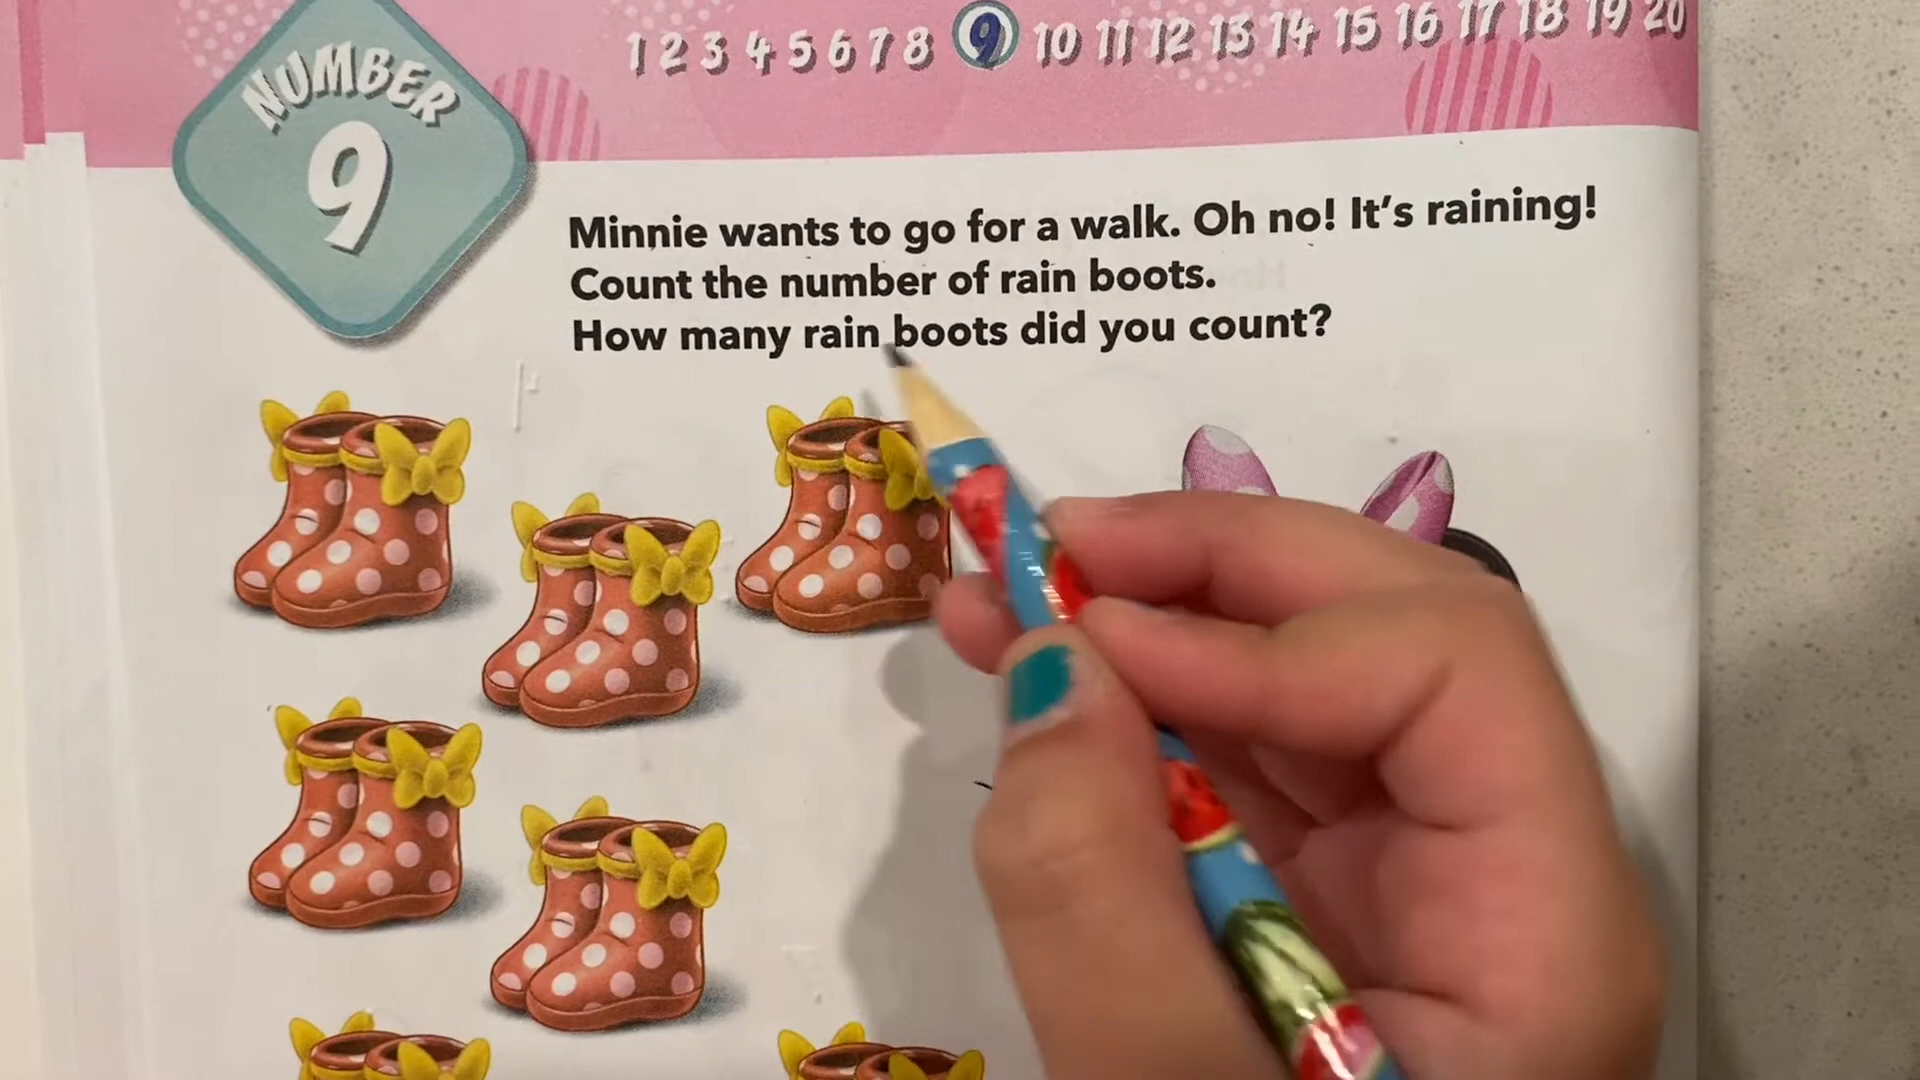 1 2 3 4 5 6 7 8 9 10 11 12 13 14 15 16 17 18 19 20
NUMBER
9
Minnie wants to go for a walk. Oh no! It's raining!
Count the number of rain boots.
How many rain boots did you count?